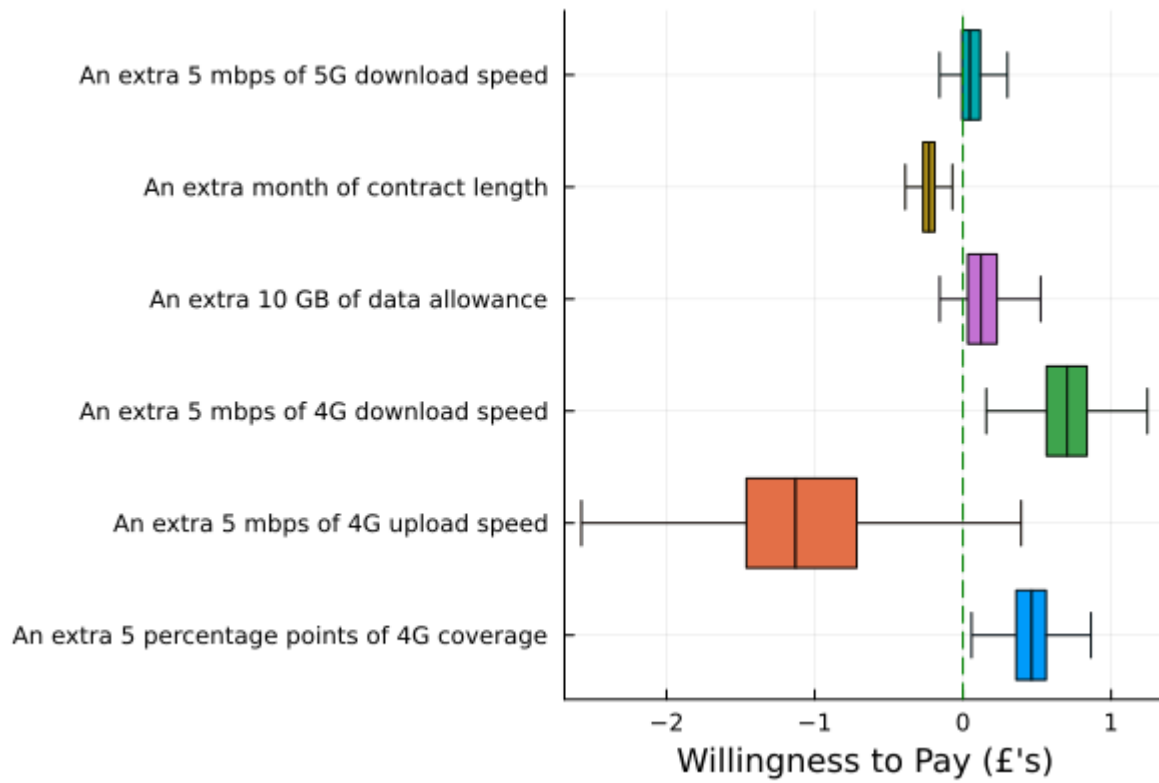 An extra 5 mbps of 5G download speed
An extra month of contract length
An extra 10 GB of data allowance
An extra 5 mbps of 4G download speed
An extra 5 mbps of 4G upload speed
An extra 5 percentage points of 4G coverage
−2 −1 0 1
Willingness to Pay (£'s)